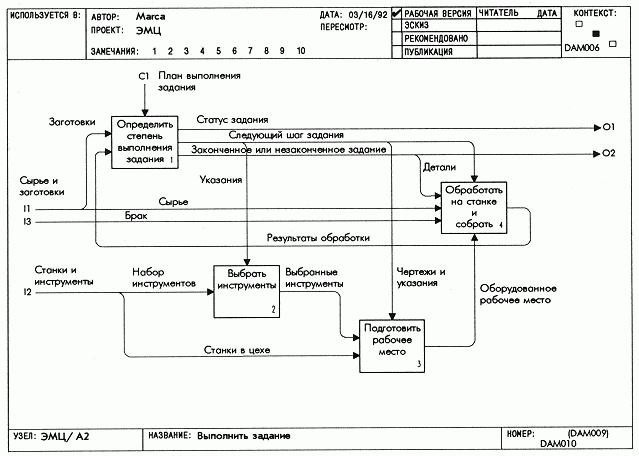 ИСПОЛЬЗУЕТСЯ В:
АВТОР: Marca
ПРОЕКТ: ЭМЦ
ЗАМЕЧАНИЯ: 1 2 3 4 5 6 7 8 9 10
ДАТА: 03/16/92
ПЕРЕСМОТР:
РАБОЧАЯ ВЕРСИЯ
ЭСКИЗ
РЕКОМЕНДОВАНО
ПУБЛИКАЦИЯ
ЧИТАТЕЛЬ ДАТА
КОНТЕКСТ:
DAM006
C1
План выполнения
задания
Заготовки
Определить
степень
выполнения
задания 1
Статус задания
O1
Следующий шаг задания
Законченное или незаконченное задание
O2
Указания
Детали
Сырье и
заготовки
I1
Сырье
I3
Брак
Обработать
на станке
и
собрать 4
Результаты обработки
Станки и
инструменты
I2
Набор
инструментов
Выбрать
инструменты
2
Выбранные
инструменты
Чертежи и
указания
Оборудованное
рабочее место
Подготовить
рабочее
место
3
Станки в цехе
УЗЕЛ: ЭМЦ/ А2
НАЗВАНИЕ: Выполнить задание
НОМЕР: (DAM009)
DAM010